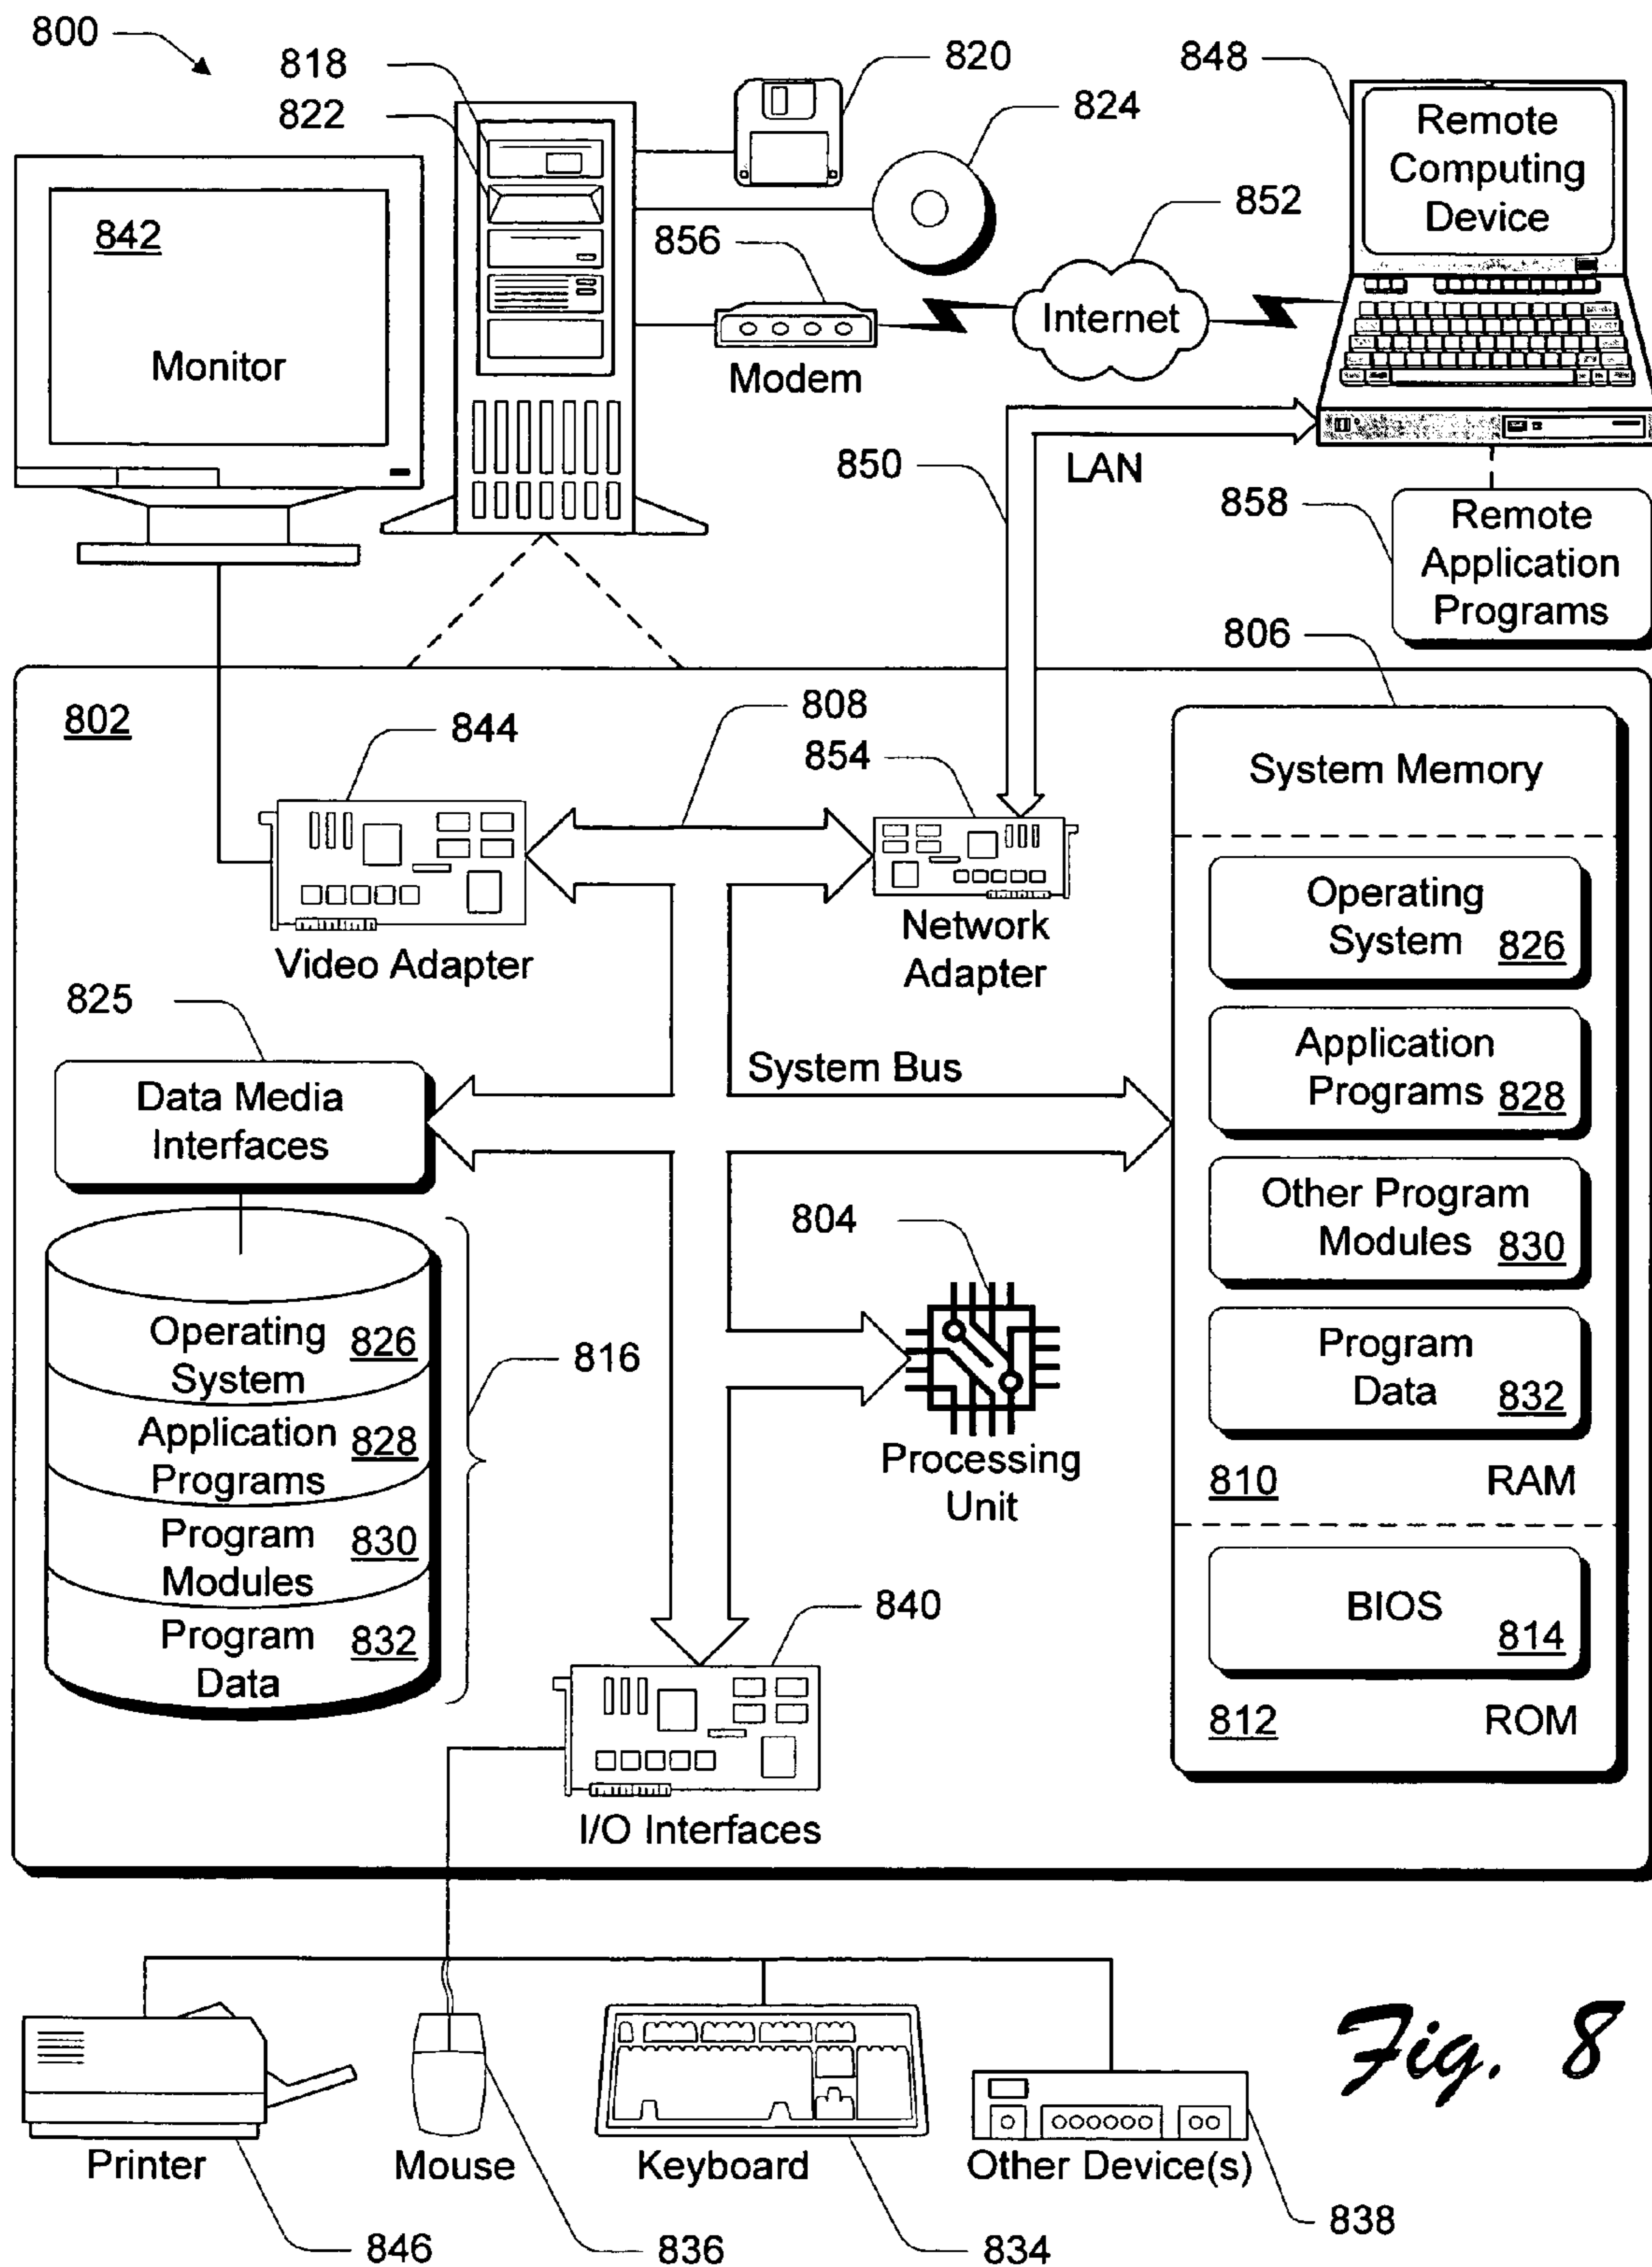 800
818
822
820
824
848
Remote
Computing
Device
842
856
852
Internet
Monitor
Modem
850
LAN
858
Remote
Application
Programs
806
802
844
808
854
System Memory
Operating
System 826
Video Adapter
Network
Adapter
825
Application
Programs 828
System Bus
Data Media
Interfaces
Other Program
Modules 830
804
Operating
System 826
816
Program
Data 832
Application
Programs 828
Processing
Unit
810 RAM
Program
Modules 830
BIOS
814
840
Program
Data 832
812 ROM
I/O Interfaces
Fig. 8
Printer
Mouse
Keyboard
Other Device(s)
846
836
834
838